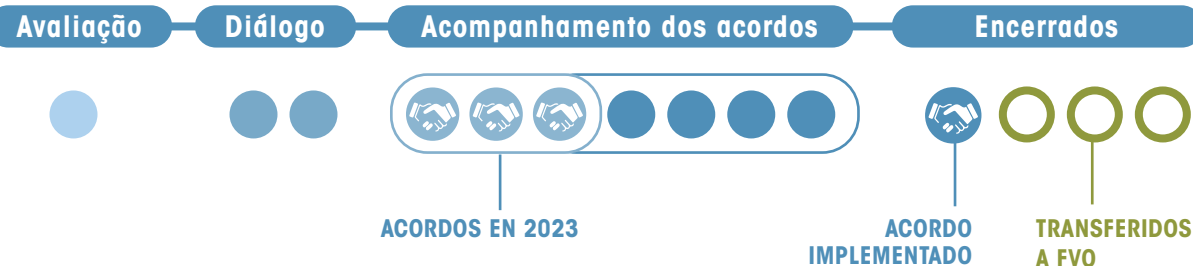 Avaliação
Diálogo
Acompanhamento dos acordos
Encerrados
ACORDOS EN 2023
ACORDO
IMPLEMENTADO
TRANSFERIDOS
A FVO